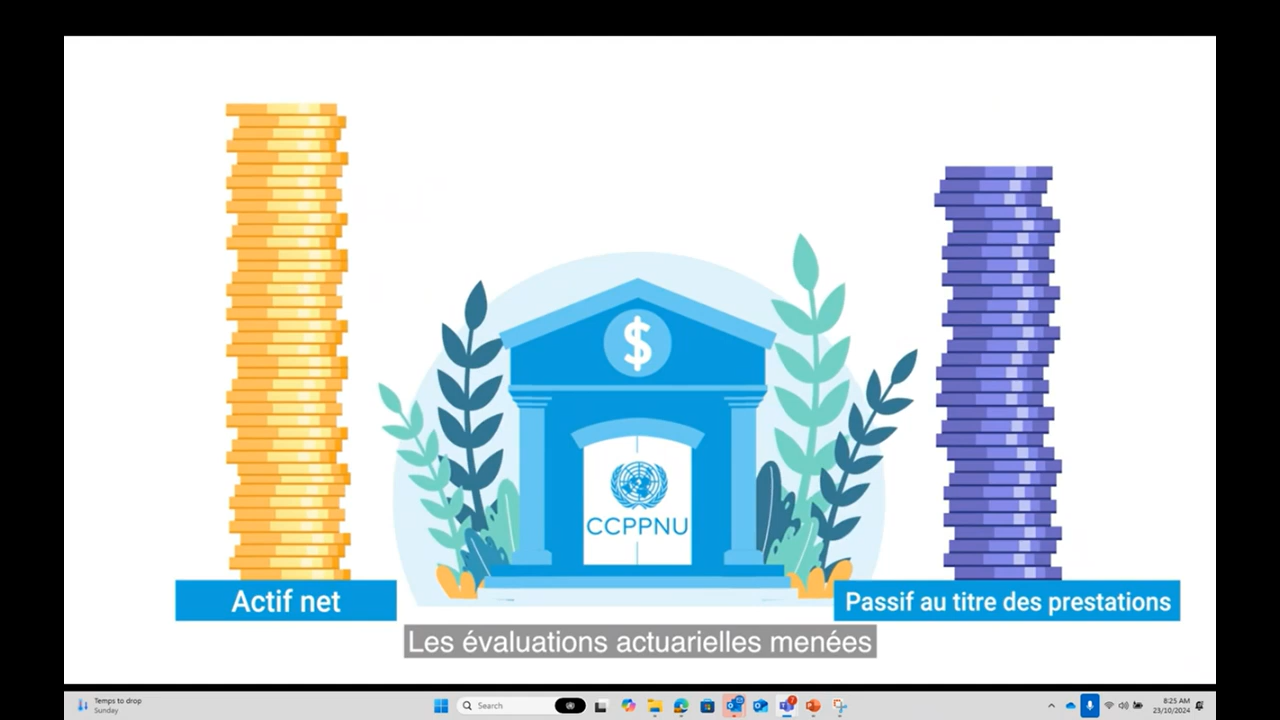 $
CCPPNU
Actif net
Passif au titre des prestations
Les évaluations actuarielles menées
Temps to drop
Sunday
Search
8:25 AM
23/10/2024